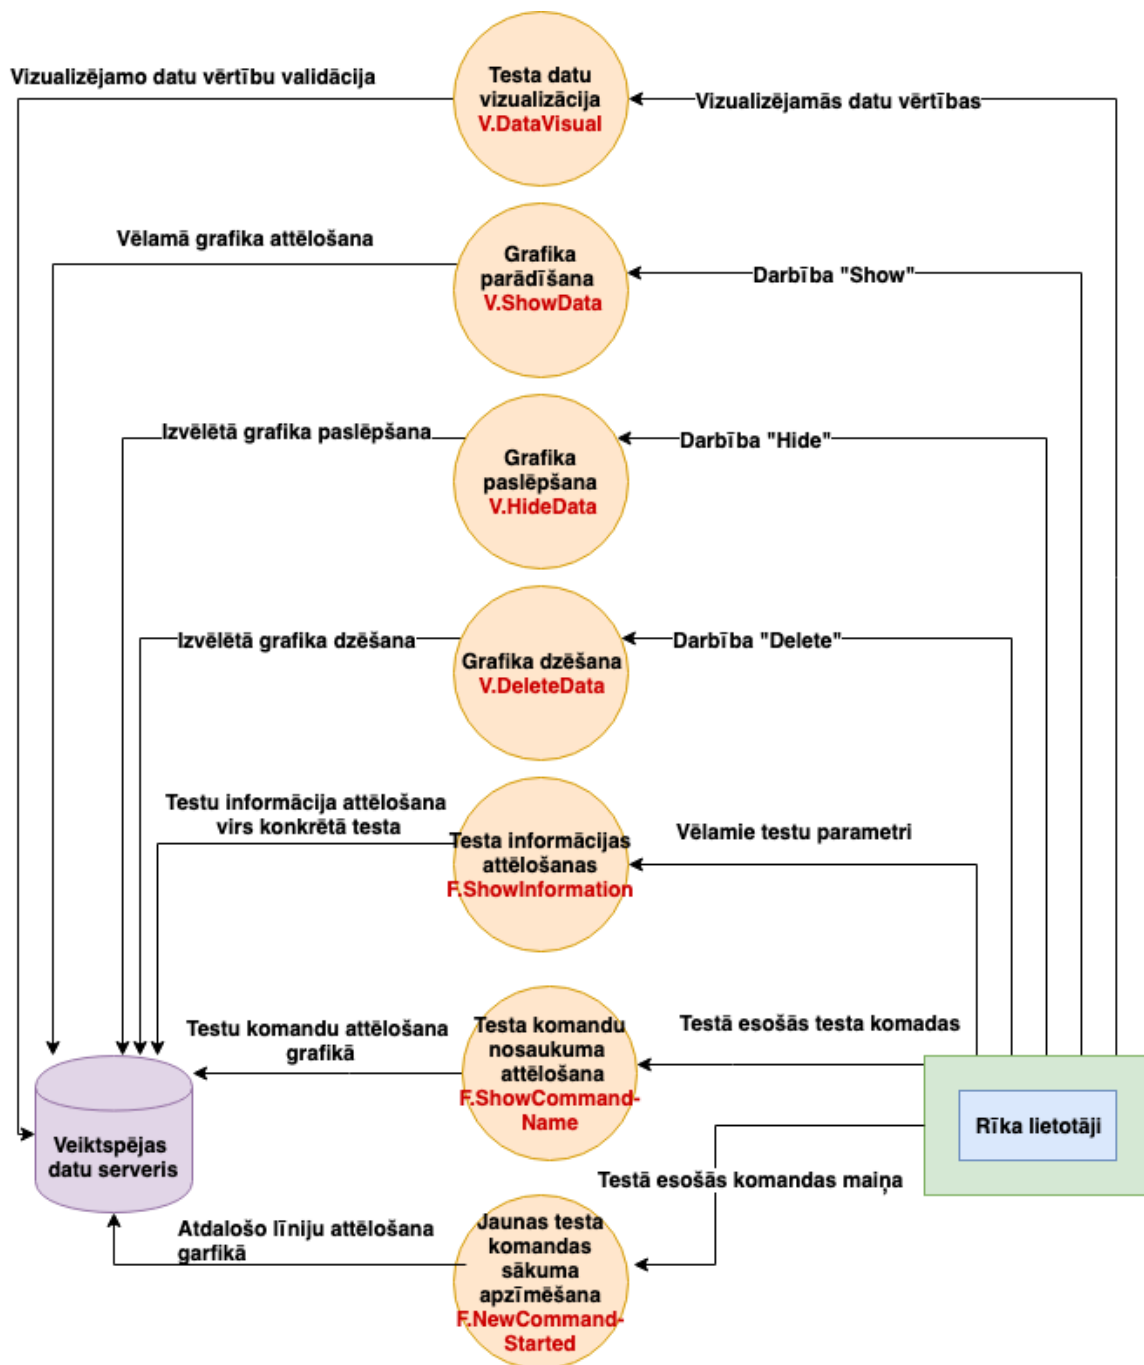 Vizualizējamo datu vērtību validācija
Testa datu
vizualizācija
V.DataVisual
Vizualizējamās datu vērtības
Vēlamā grafika attēlošana
Grafika
parādīšana
V.ShowData
Darbība "Show"
Izvēlētā grafika paslēpšana
Grafika
paslēpšana
V.HideData
Darbība "Hide"
Izvēlētā grafika dzēšana
Grafika dzēšana
V.DeleteData
Darbība "Delete"
Testu informācija attēlošana
virs konkrētā testa
Testa informācijas
attēlošanas
F.ShowInformation
Vēlamie testu parametri
Testu komandu attēlošana
grafikā
Testa komandu
nosaukuma
attēlošana
F.ShowCommand-
Name
Testā esošās testa komadas
Veiktspējas
datu serveris
Rīka lietotāji
Testā esošās komandas maiņa
Atdalošo līniju attēlošana
garfikā
Jaunas testa
komandas
sākuma
apzīmēšana
F.NewCommand-
Started